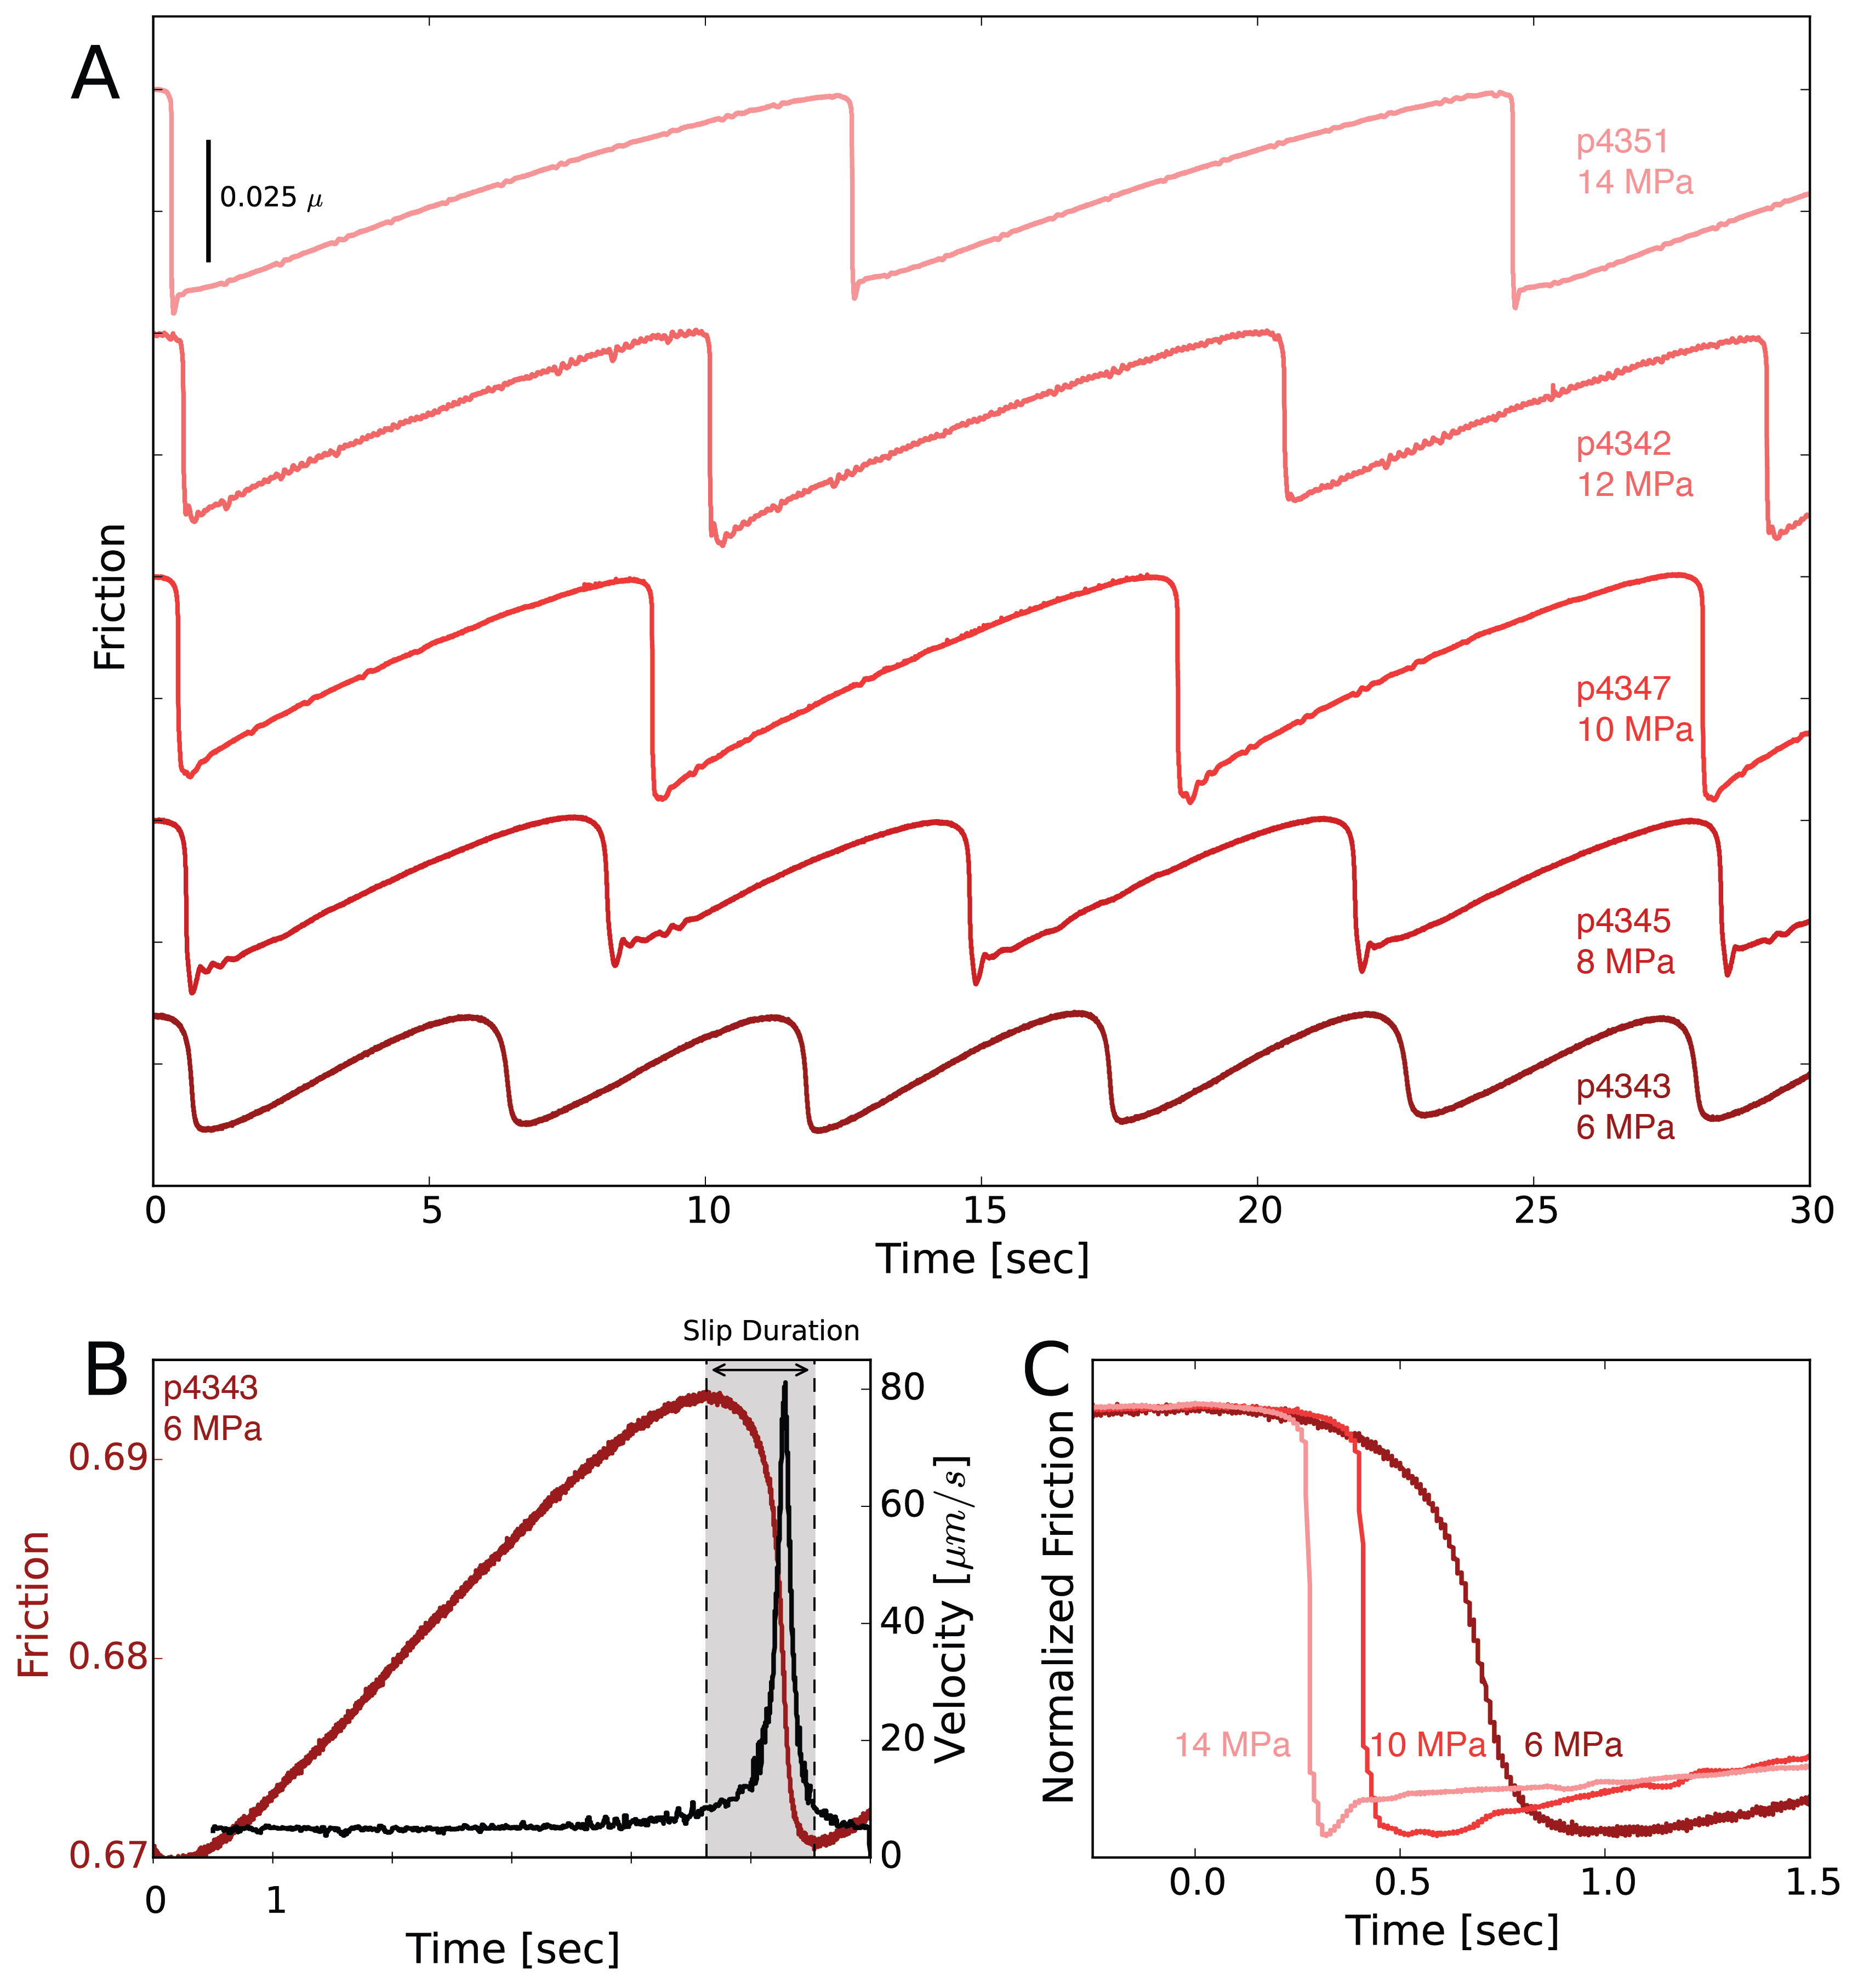 A
0.025 μ
p4351
14 MPa
p4342
12 MPa
p4347
10 MPa
p4345
8 MPa
p4343
6 MPa
Friction
0 5 10 15 20 25 30
Time [sec]
B
Slip Duration
p4343
6 MPa
0.69
0.68
0.67
Friction
80
60
40
20
0
Velocity [μm/s]
0 1
Time [sec]
C
Normalized Friction
14 MPa 10 MPa 6 MPa
0.0 0.5 1.0 1.5
Time [sec]